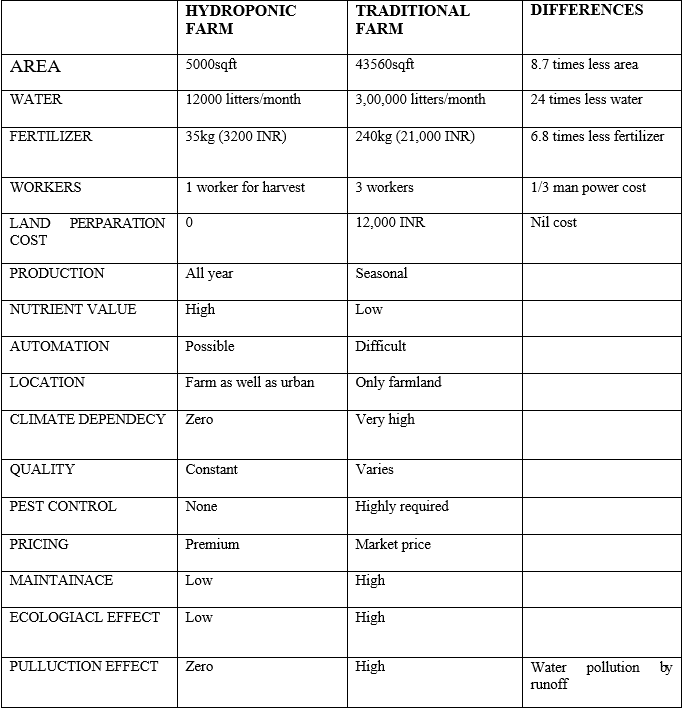 HYDROPONIC FARM TRADITIONAL FARM DIFFERENCES
AREA 5000sqft 43560sqft 8.7 times less area
WATER 12000 litters/month 3,00,000 litters/month 24 times less water
FERTILIZER 35kg (3200 INR) 240kg (21,000 INR) 6.8 times less fertilizer
WORKERS 1 worker for harvest 3 workers 1/3 man power cost
LAND PERPARATION COST 0 12,000 INR Nil cost
PRODUCTION All year Seasonal
NUTRIENT VALUE High Low
AUTOMATION Possible Difficult
LOCATION Farm as well as urban Only farmland
CLIMATE DEPENDECY Zero Very high
QUALITY Constant Varies
PEST CONTROL None Highly required
PRICING Premium Market price
MAINTAINACE Low High
ECOLOGIACL EFFECT Low High
PULLUCTION EFFECT Zero High Water pollution by runoff